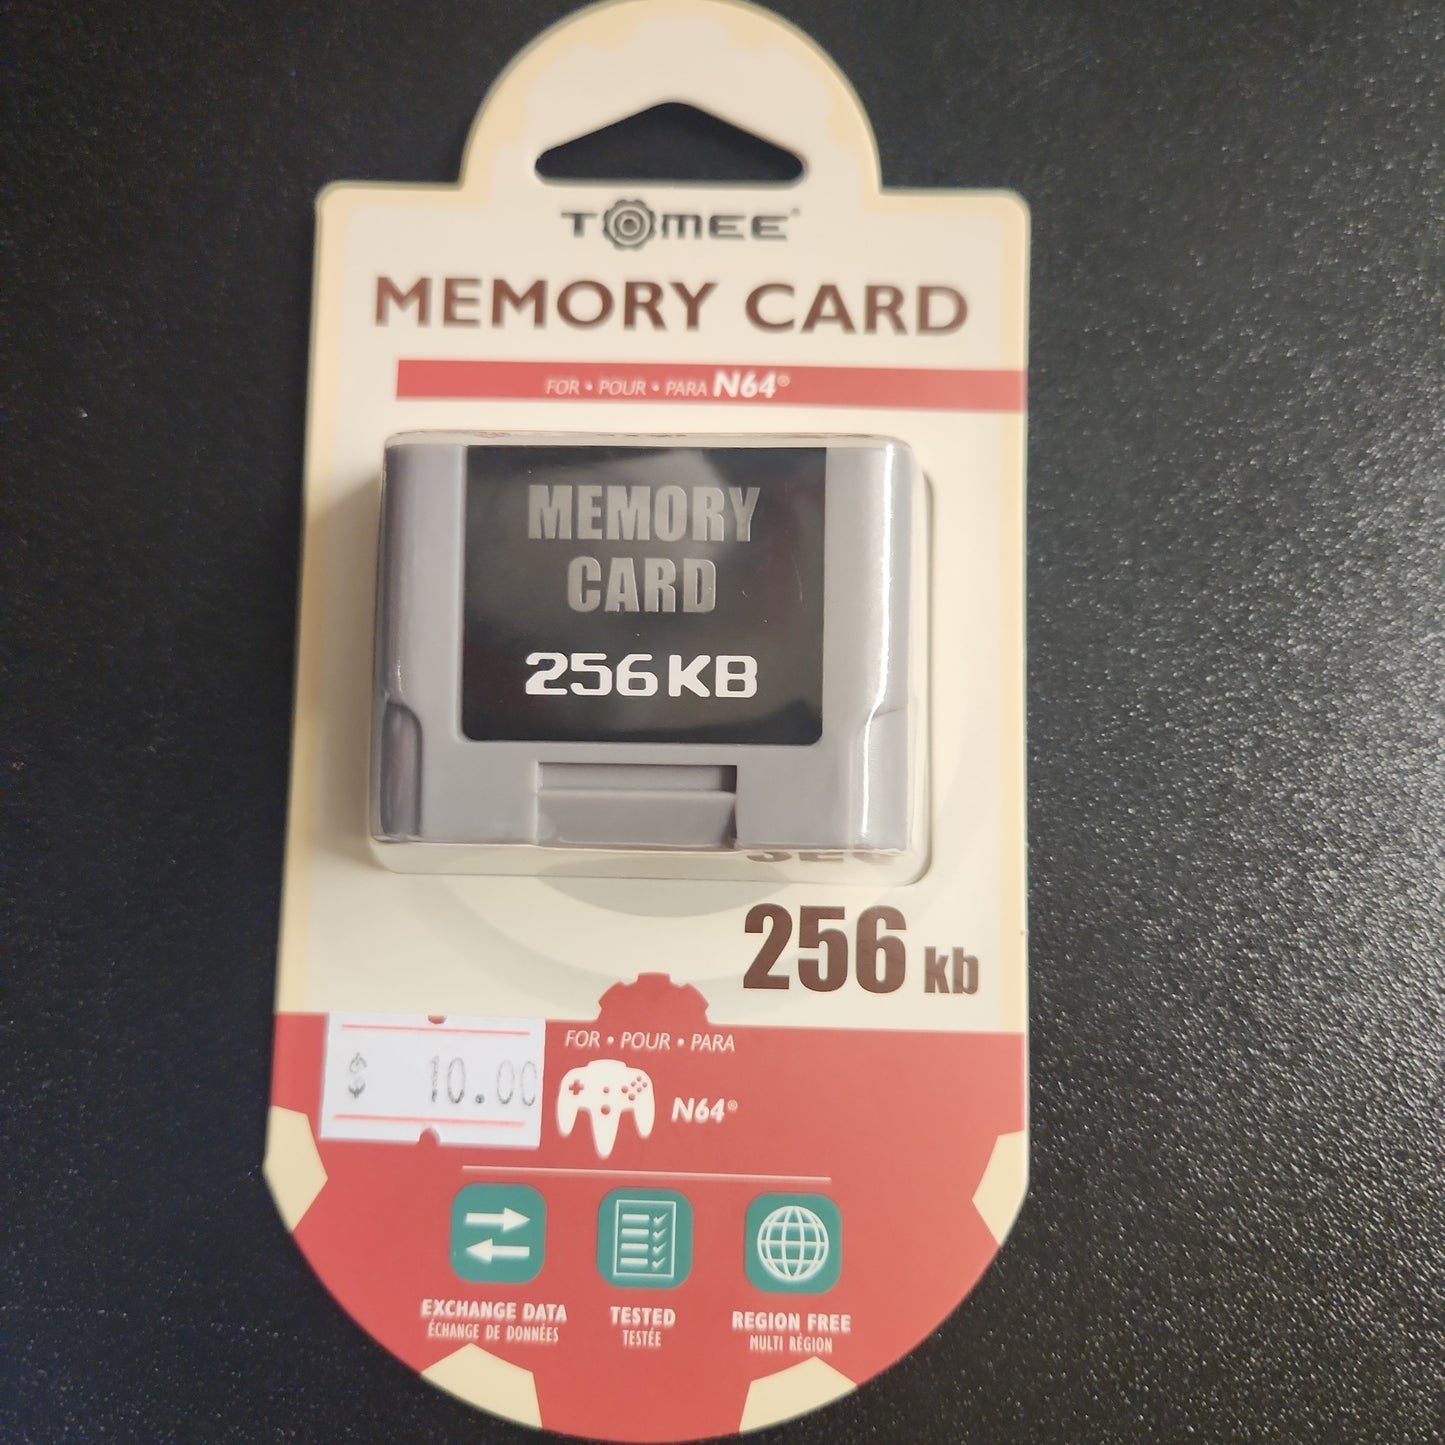 TOMEE®
MEMORY CARD
FOR • POUR • PARA N64®
MEMORY
CARD
256KB
256 kb
$ 10.00
FOR • POUR • PARA
N64®
EXCHANGE DATA
ÉCHANGE DE DONNÉES
TESTED
TESTÉE
REGION FREE
MULTI RÉGION